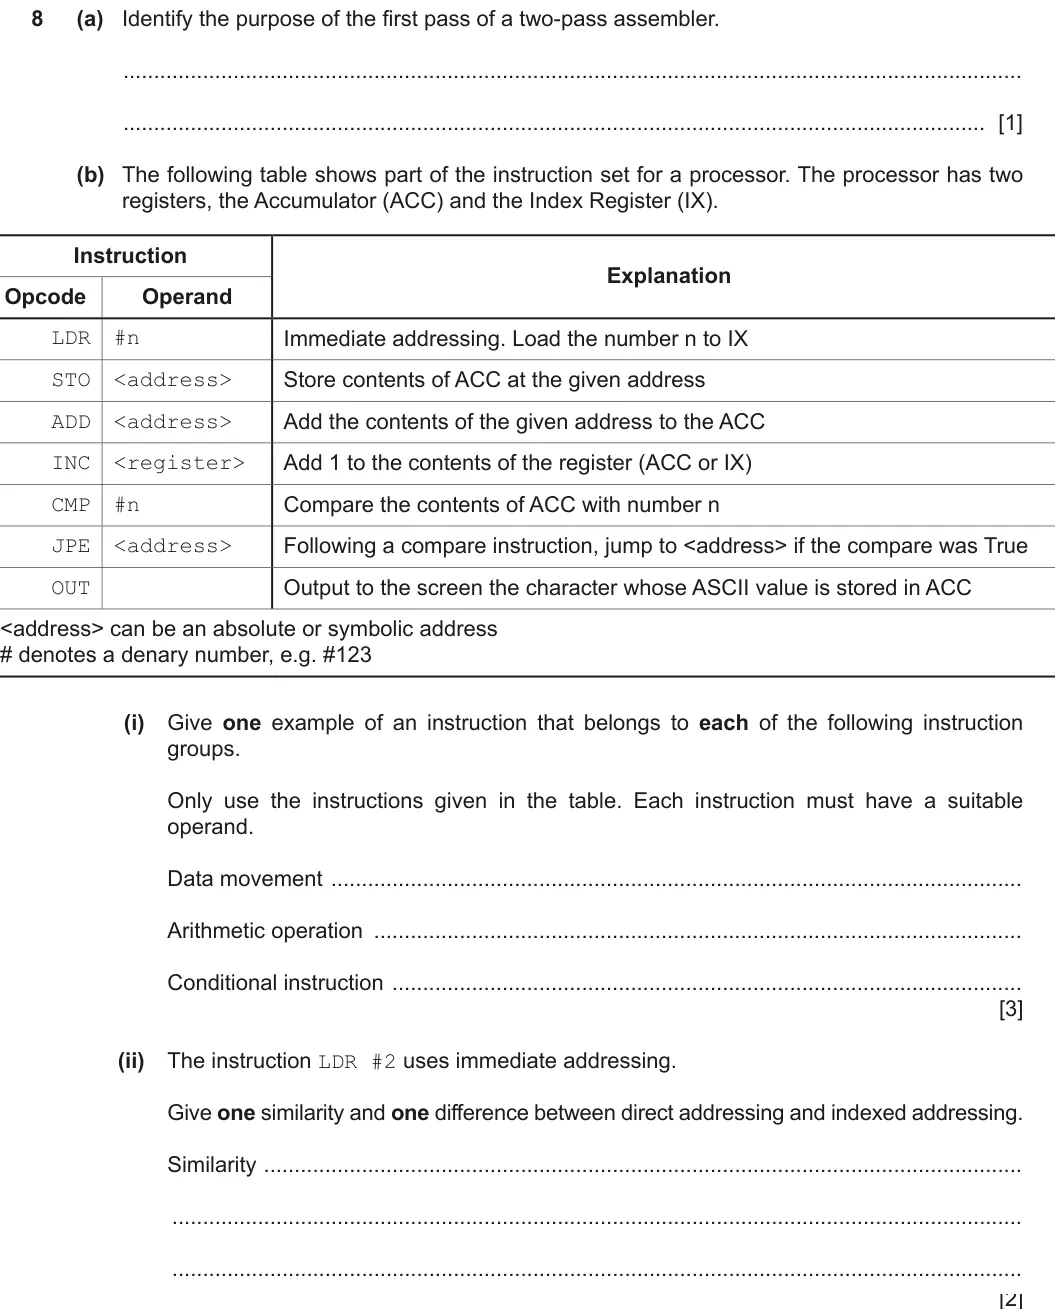 8 (a) Identify the purpose of the first pass of a two-pass assembler.
....................................................................................................................................................
.............................................................................................................................................. [1]
(b) The following table shows part of the instruction set for a processor. The processor has two
registers, the Accumulator (ACC) and the Index Register (IX).
Instruction
Explanation
Opcode Operand
LDR #n Immediate addressing. Load the number n to IX
STO <address> Store contents of ACC at the given address
ADD <address> Add the contents of the given address to the ACC
INC <register> Add 1 to the contents of the register (ACC or IX)
CMP #n Compare the contents of ACC with number n
JPE <address> Following a compare instruction, jump to <address> if the compare was True
OUT Output to the screen the character whose ASCII value is stored in ACC
<address> can be an absolute or symbolic address
# denotes a denary number, e.g. #123
(i) Give one example of an instruction that belongs to each of the following instruction
groups.
Only use the instructions given in the table. Each instruction must have a suitable
operand.
Data movement .................................................................................................................
Arithmetic operation ..........................................................................................................
Conditional instruction .......................................................................................................
[3]
(ii) The instruction LDR #2 uses immediate addressing.
Give one similarity and one difference between direct addressing and indexed addressing.
Similarity ............................................................................................................................
...........................................................................................................................................
...........................................................................................................................................
[2]